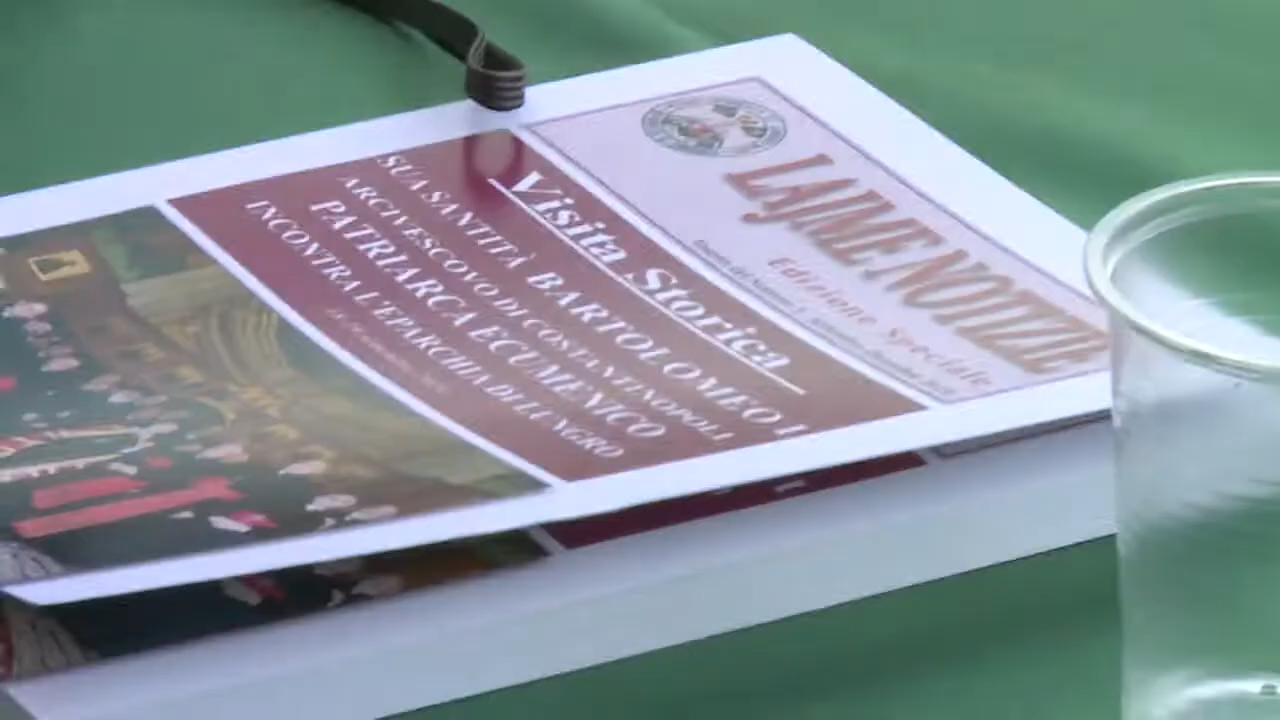 LAJME NOTIZIE
Edizione Speciale
Visita Storica
SUA SANTITÀ BARTOLOMEO I
ARCIVESCOVO DI COSTANTINOPOLI
PATRIARCA ECUMENICO
INCONTRA L'EPARCHIA DI LUNGRO